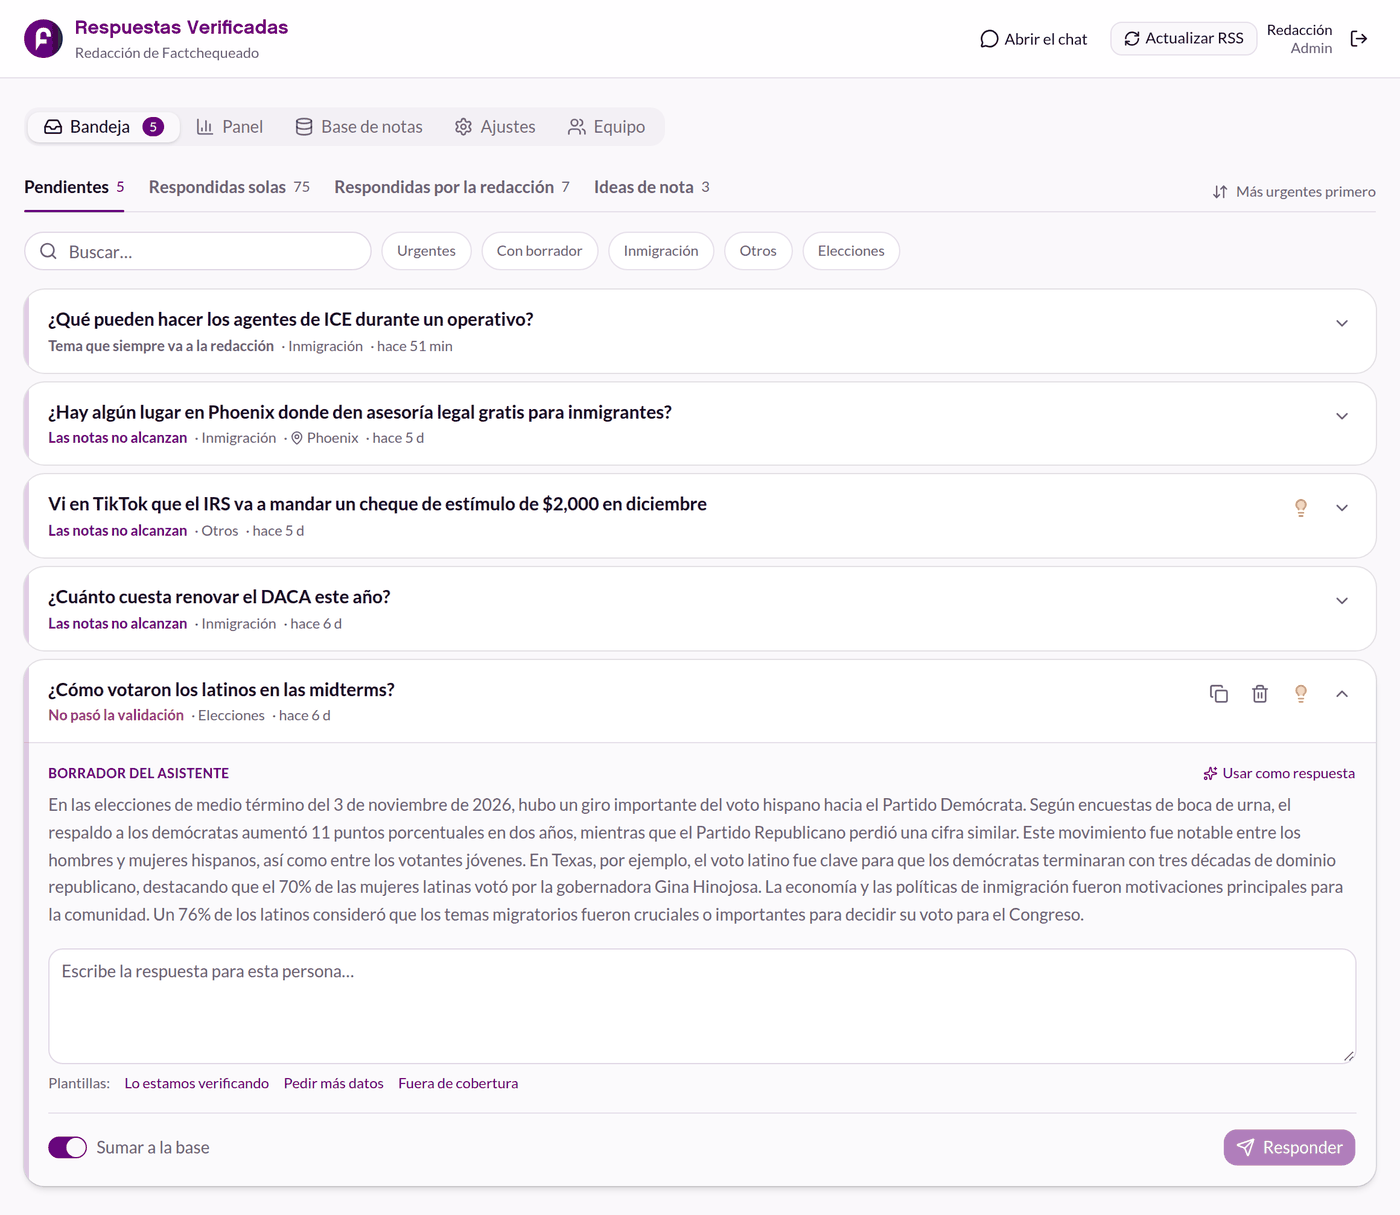 Respuestas Verificadas
Redacción de Factchequeado
Abrir el chat
Actualizar RSS
Redacción
Admin
Bandeja 5
Panel
Base de notas
Ajustes
Equipo
Pendientes 5
Respondidas solas 75
Respondidas por la redacción 7
Ideas de nota 3
Más urgentes primero
Buscar...
Urgentes
Con borrador
Inmigración
Otros
Elecciones
¿Qué pueden hacer los agentes de ICE durante un operativo?
Tema que siempre va a la redacción · Inmigración · hace 51 min
¿Hay algún lugar en Phoenix donde den asesoría legal gratis para inmigrantes?
Las notas no alcanzan · Inmigración · Phoenix · hace 5 d
Vi en TikTok que el IRS va a mandar un cheque de estímulo de $2,000 en diciembre
Las notas no alcanzan · Otros · hace 5 d
¿Cuánto cuesta renovar el DACA este año?
Las notas no alcanzan · Inmigración · hace 6 d
¿Cómo votaron los latinos en las midterms?
No pasó la validación · Elecciones · hace 6 d
BORRADOR DEL ASISTENTE
Usar como respuesta
En las elecciones de medio término del 3 de noviembre de 2026, hubo un giro importante del voto hispano hacia el Partido Demócrata. Según encuestas de boca de urna, el
respaldo a los demócratas aumentó 11 puntos porcentuales en dos años, mientras que el Partido Republicano perdió una cifra similar. Este movimiento fue notable entre los
hombres y mujeres hispanos, así como entre los votantes jóvenes. En Texas, por ejemplo, el voto latino fue clave para que los demócratas terminaran con tres décadas de dominio
republicano, destacando que el 70% de las mujeres latinas votó por la gobernadora Gina Hinojosa. La economía y las políticas de inmigración fueron motivaciones principales para
la comunidad. Un 76% de los latinos consideró que los temas migratorios fueron cruciales o importantes para decidir su voto para el Congreso.
Escribe la respuesta para esta persona...
Plantillas: Lo estamos verificando Pedir más datos Fuera de cobertura
Sumar a la base
Responder